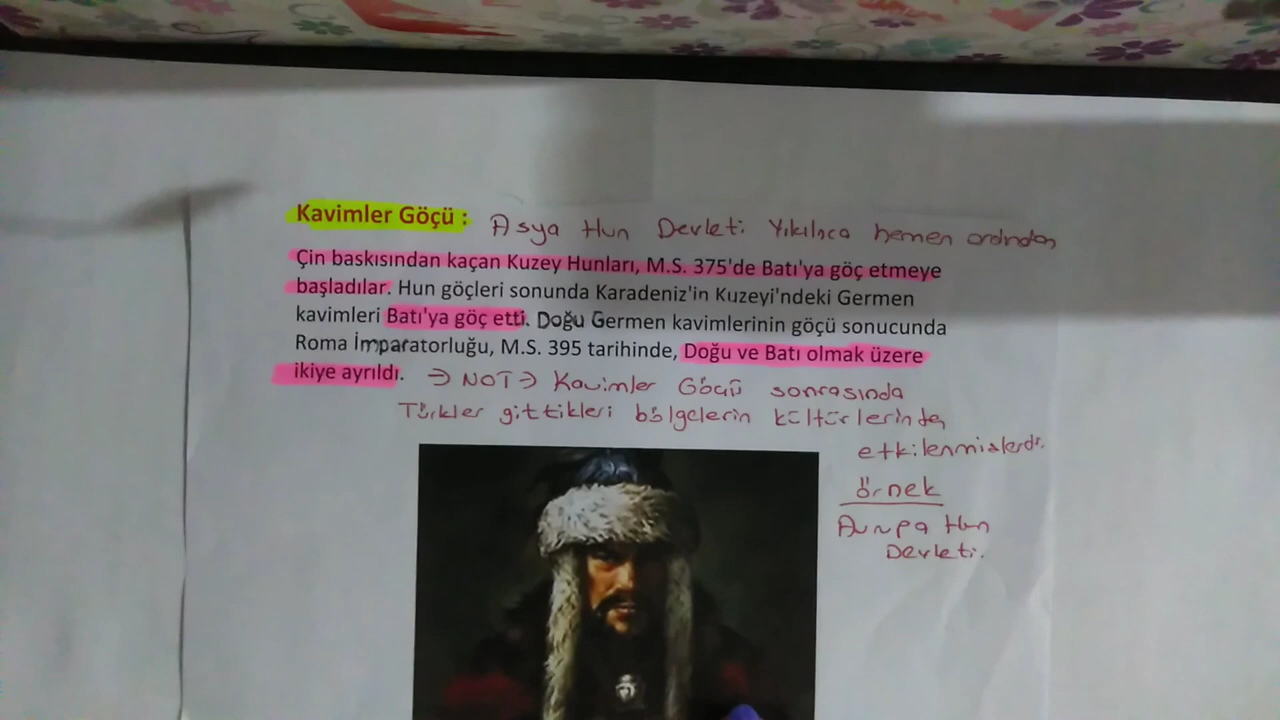 Kavimler Göçü : Asya Hun Devleti Yıkılınca hemen ardından
Çin baskısından kaçan Kuzey Hunları, M.S. 375'de Batı'ya göç etmeye
başladılar. Hun göçleri sonunda Karadeniz'in Kuzeyi'ndeki Germen
kavimleri Batı'ya göç etti. Doğu Germen kavimlerinin göçü sonucunda
Roma İmparatorluğu, M.S. 395 tarihinde, Doğu ve Batı olmak üzere
ikiye ayrıldı. ⇒ NOT ⇒ Kavimler Göçü sonrasında
Türkler gittikleri bölgelerin kültürlerinden
etkilenmişlerdir.
örnek
Avrupa Hun
Devleti.